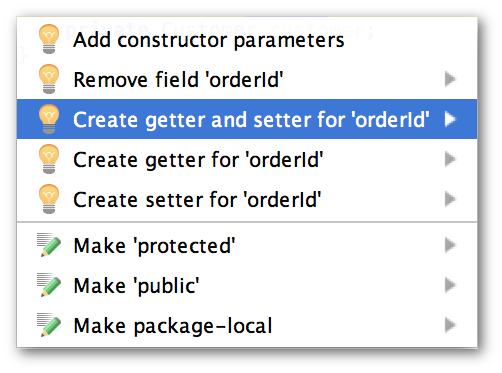 Add constructor parameters
Remove field 'orderId'
Create getter and setter for 'orderId'
Create getter for 'orderId'
Create setter for 'orderId'
Make 'protected'
Make 'public'
Make package-local